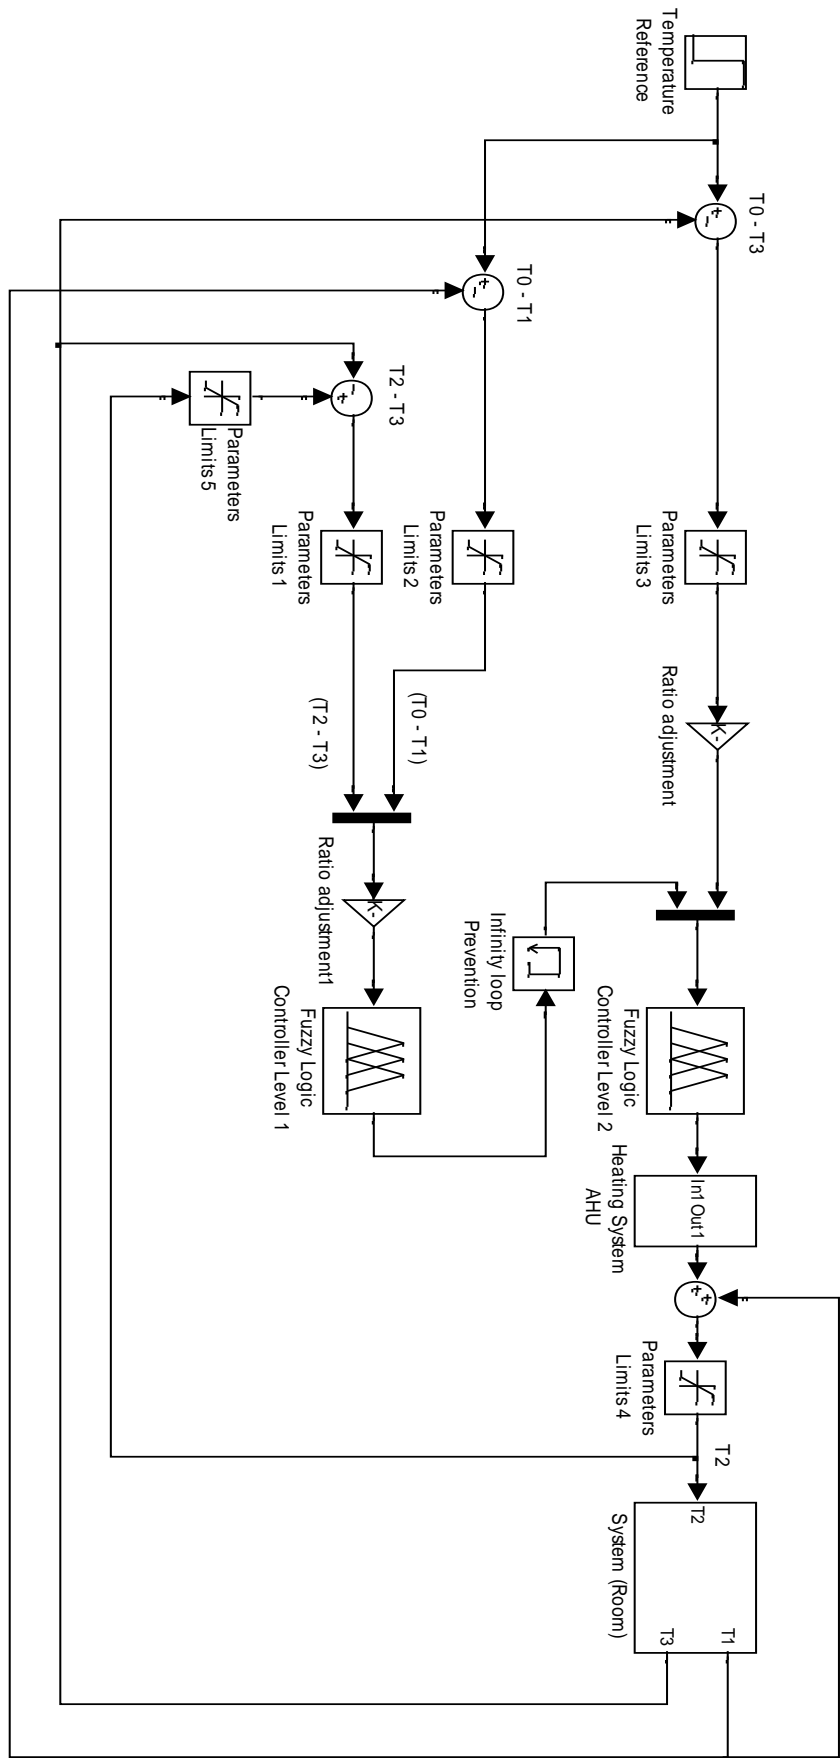 Temperature
Reference
T0 - T3
T0 - T1
T2 - T3
Parameters
Limits 5
Parameters
Limits 3
Parameters
Limits 2
Parameters
Limits 1
Ratio adjustment
K-
(T0 - T1)
(T2 - T3)
Ratio adjustment1
K-
Infinity loop
Prevention
Fuzzy Logic
Controller Level 2
Fuzzy Logic
Controller Level 1
In1 Out1
Heating System
AHU
Parameters
Limits 4
T2
T2
T1
T3
System (Room)